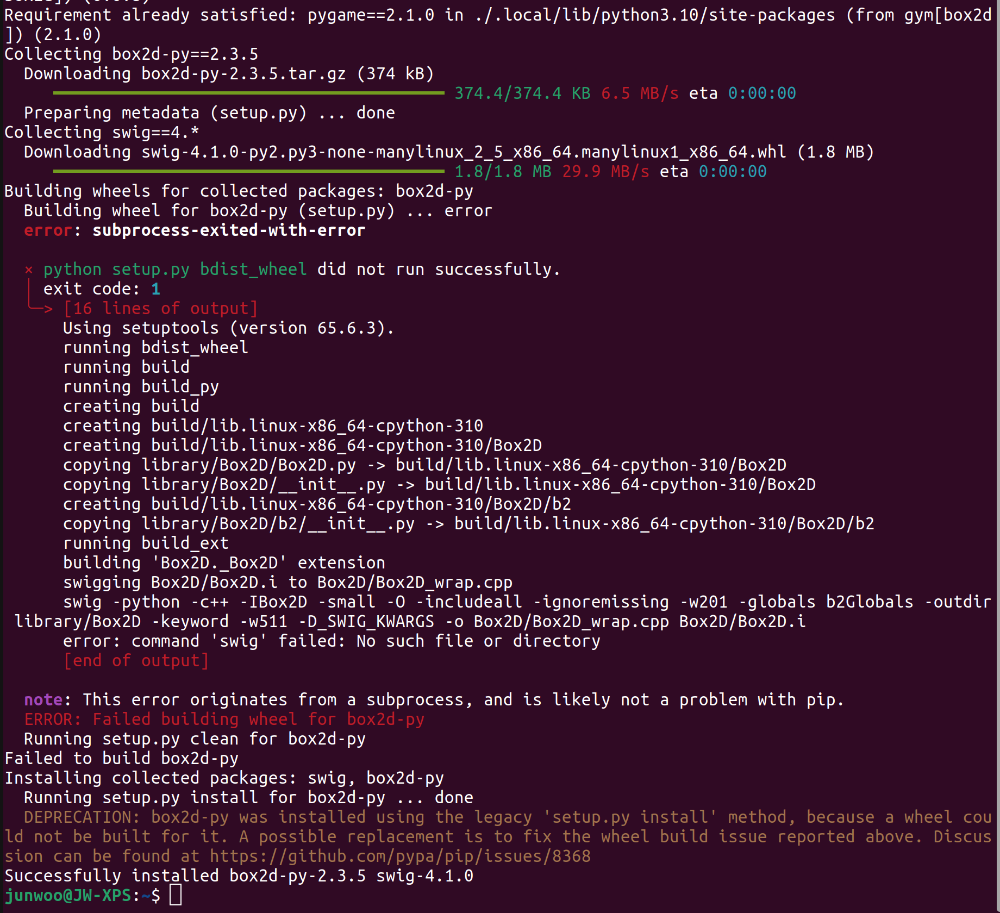 Requirement already satisfied: pygame==2.1.0 in ./.local/lib/python3.10/site-packages (from gym[box2d
]) (2.1.0)
Collecting box2d-py==2.3.5
  Downloading box2d-py-2.3.5.tar.gz (374 kB)
374.4/374.4 KB 6.5 MB/s eta 0:00:00
  Preparing metadata (setup.py) ... done
Collecting swig==4.*
  Downloading swig-4.1.0-py2.py3-none-manylinux_2_5_x86_64.manylinux1_x86_64.whl (1.8 MB)
1.8/1.8 MB 29.9 MB/s eta 0:00:00
Building wheels for collected packages: box2d-py
  Building wheel for box2d-py (setup.py) ... error
  error: subprocess-exited-with-error
  × python setup.py bdist_wheel did not run successfully.
  │ exit code: 1
  ╰─> [16 lines of output]
      Using setuptools (version 65.6.3).
      running bdist_wheel
      running build
      running build_py
      creating build
      creating build/lib.linux-x86_64-cpython-310
      creating build/lib.linux-x86_64-cpython-310/Box2D
      copying library/Box2D/Box2D.py -> build/lib.linux-x86_64-cpython-310/Box2D
      copying library/Box2D/__init__.py -> build/lib.linux-x86_64-cpython-310/Box2D
      creating build/lib.linux-x86_64-cpython-310/Box2D/b2
      copying library/Box2D/b2/__init__.py -> build/lib.linux-x86_64-cpython-310/Box2D/b2
      running build_ext
      building 'Box2D._Box2D' extension
      swigging Box2D/Box2D.i to Box2D/Box2D_wrap.cpp
      swig -python -c++ -IBox2D -small -O -includeall -ignoremissing -w201 -globals b2Globals -outdir
 library/Box2D -keyword -w511 -D_SWIG_KWARGS -o Box2D/Box2D_wrap.cpp Box2D/Box2D.i
      error: command 'swig' failed: No such file or directory
      [end of output]
  note: This error originates from a subprocess, and is likely not a problem with pip.
  ERROR: Failed building wheel for box2d-py
  Running setup.py clean for box2d-py
Failed to build box2d-py
Installing collected packages: swig, box2d-py
  Running setup.py install for box2d-py ... done
  DEPRECATION: box2d-py was installed using the legacy 'setup.py install' method, because a wheel cou
ld not be built for it. A possible replacement is to fix the wheel build issue reported above. Discus
sion can be found at https://github.com/pypa/pip/issues/8368
Successfully installed box2d-py-2.3.5 swig-4.1.0
junwoo@JW-XPS:~$